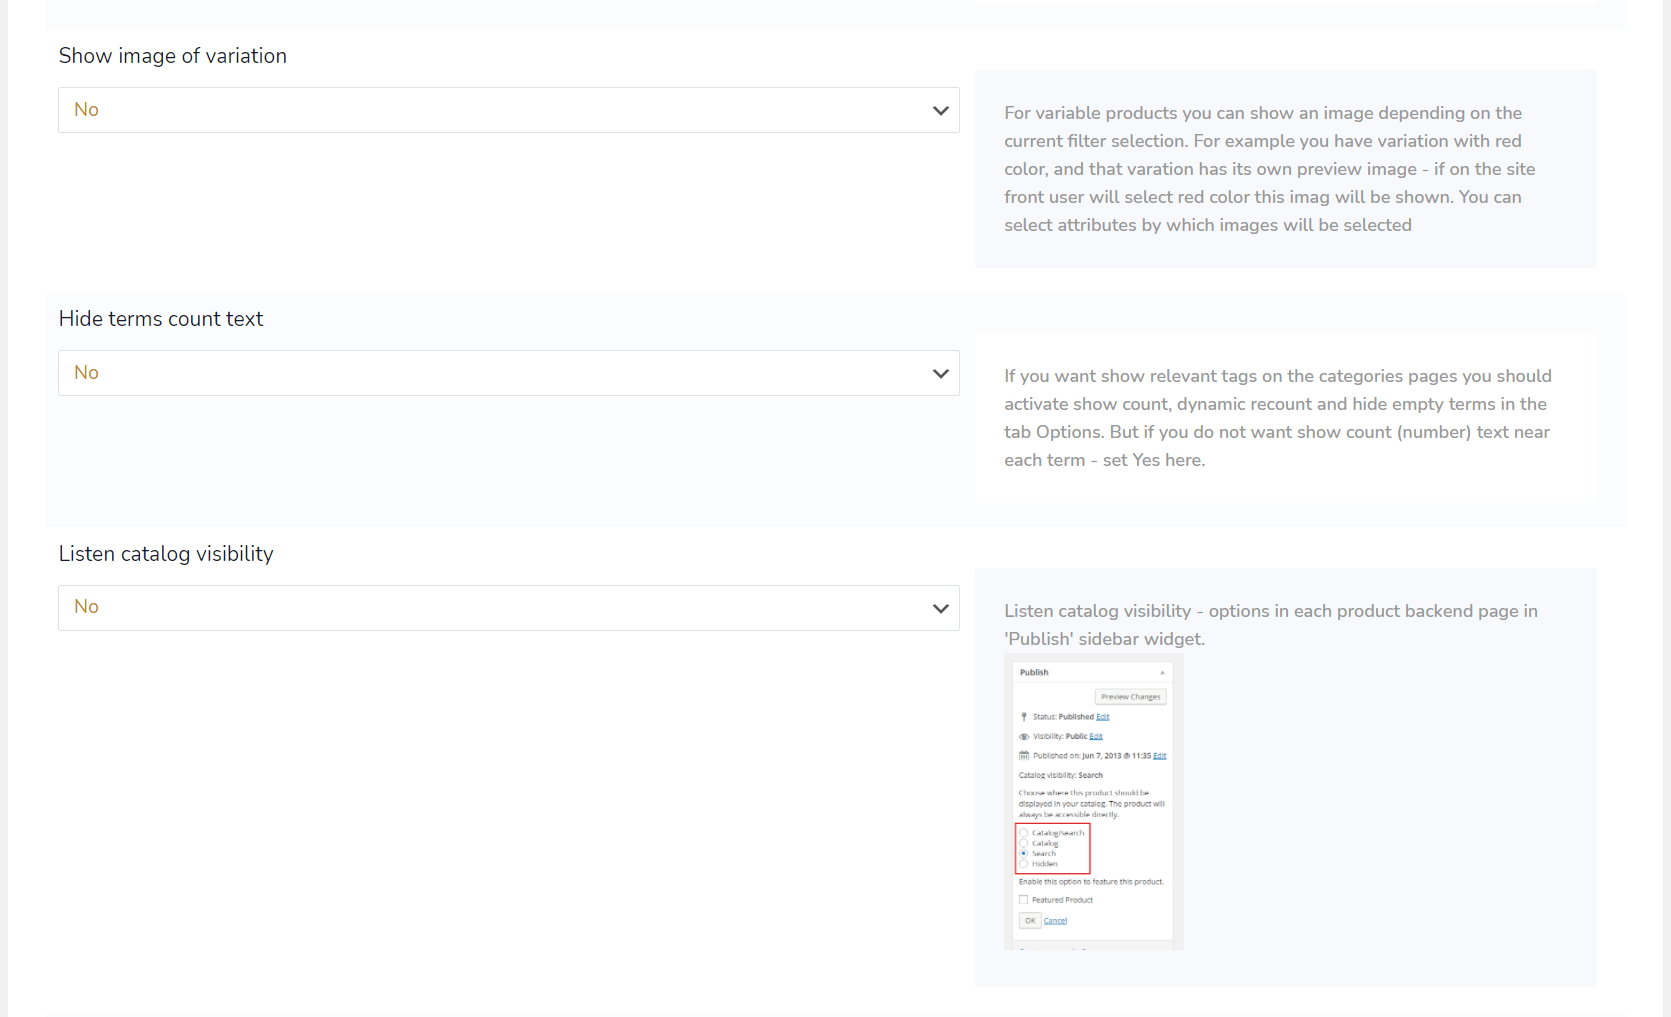 Show image of variation
No
For variable products you can show an image depending on the
current filter selection. For example you have variation with red
color, and that varation has its own preview image - if on the site
front user will select red color this imag will be shown. You can
select attributes by which images will be selected
Hide terms count text
No
If you want show relevant tags on the categories pages you should
activate show count, dynamic recount and hide empty terms in the
tab Options. But if you do not want show count (number) text near
each term - set Yes here.
Listen catalog visibility
No
Listen catalog visibility - options in each product backend page in
'Publish' sidebar widget.
Publish
Preview Changes
Status: Published Edit
Visibility: Public Edit
Published on: Jun 7, 2013 @ 11:35 Edit
Catalog visibility: Search
Choose where this product should be
displayed in your catalog. The product will
always be accessible directly.
Catalog/search
Catalog
Search
Hidden
Enable this option to feature this product.
Featured Product
OK Cancel